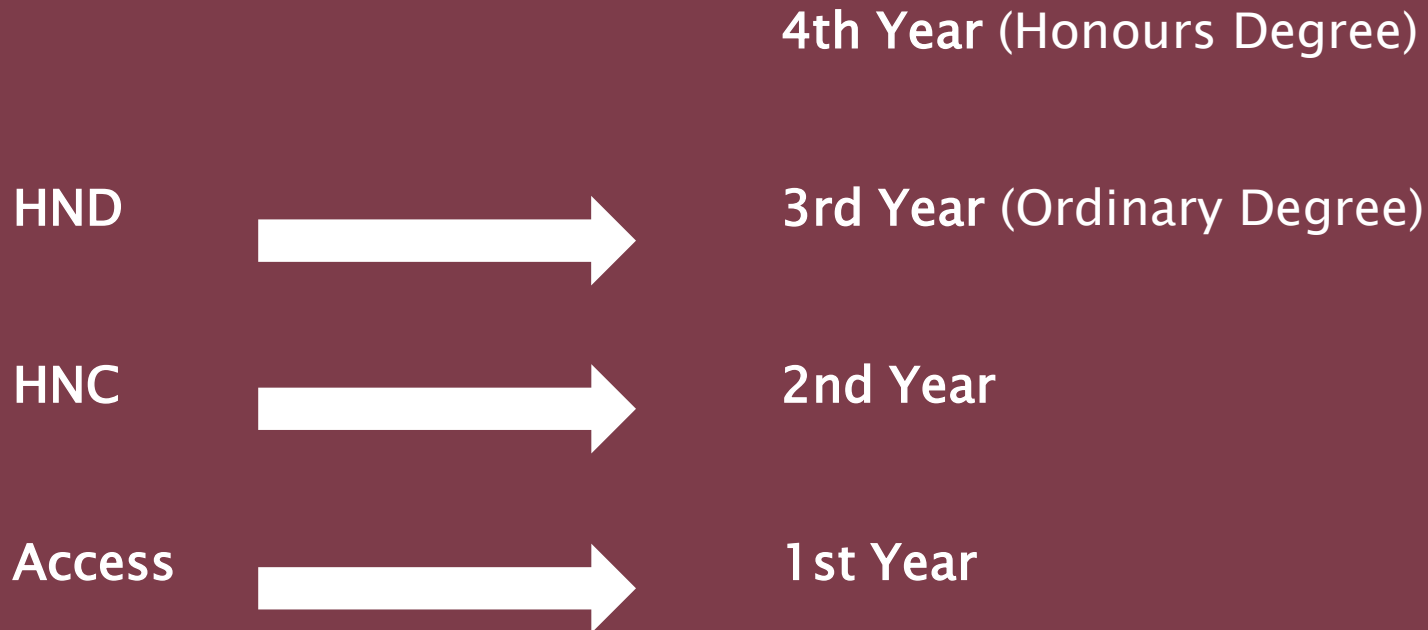 4th Year (Honours Degree)
HND 3rd Year (Ordinary Degree)
HNC 2nd Year
Access 1st Year